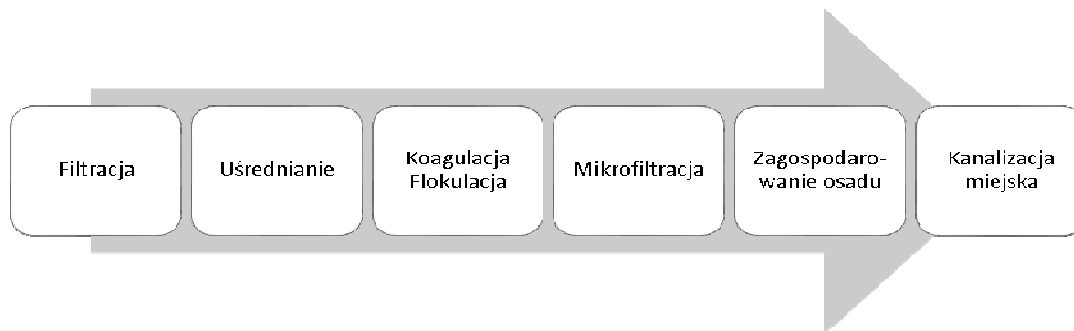 Filtracja
Uśrednianie
Koagulacja
Flokulacja
Mikrofiltracja
Zagospodaro-
wanie osadu
Kanalizacja
miejska